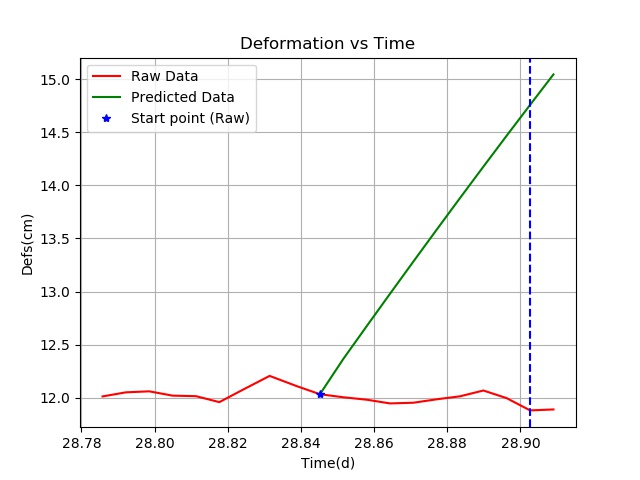 Deformation vs Time
Raw Data
Predicted Data
Start point (Raw)
15.0
14.5
14.0
13.5
13.0
12.5
12.0
Defs(cm)
28.78 28.80 28.82 28.84 28.86 28.88 28.90
Time(d)